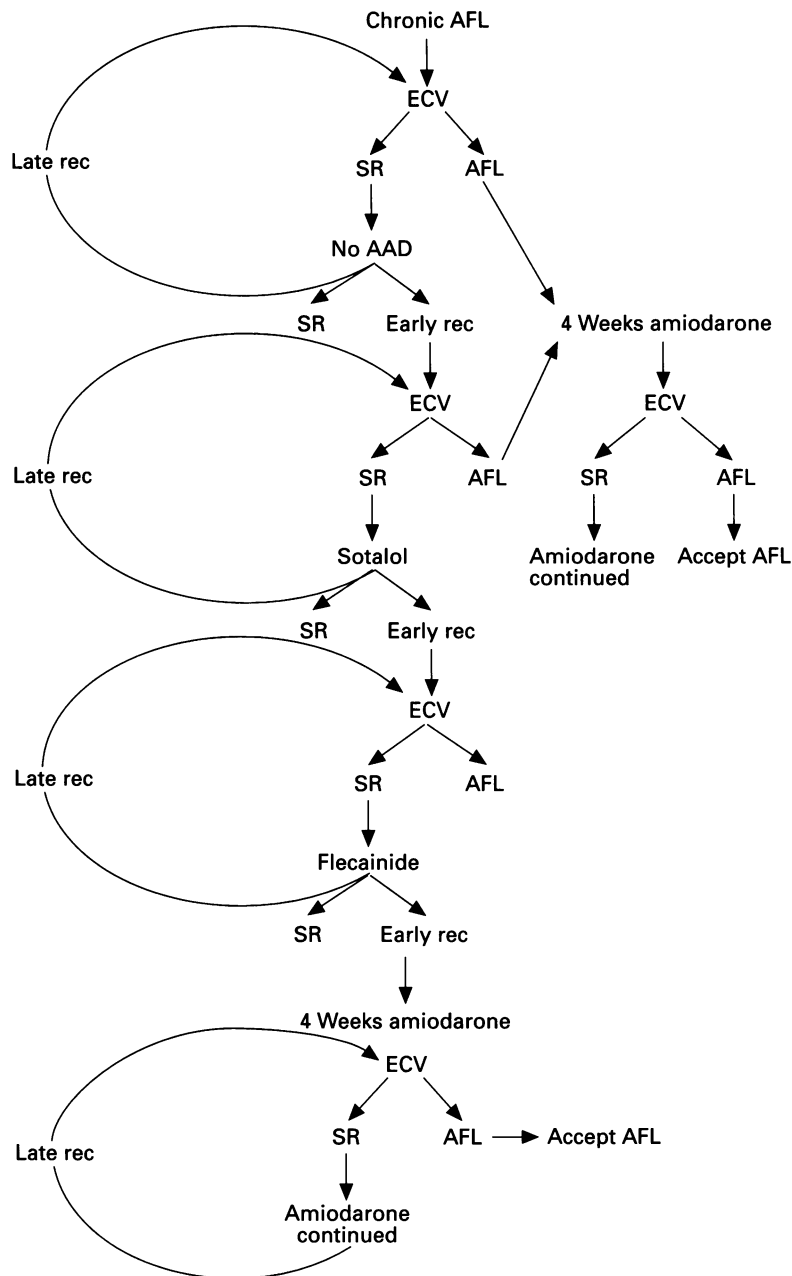 Chronic AFL
ECV
Late rec
SR
AFL
No AAD
SR
Early rec
4 Weeks amiodarone
ECV
ECV
Late rec
SR
AFL
SR
AFL
Sotalol
Amiodarone
continued
Accept AFL
SR
Early rec
ECV
Late rec
SR
AFL
Flecainide
SR
Early rec
4 Weeks amiodarone
ECV
Late rec
SR
AFL
Accept AFL
Amiodarone
continued